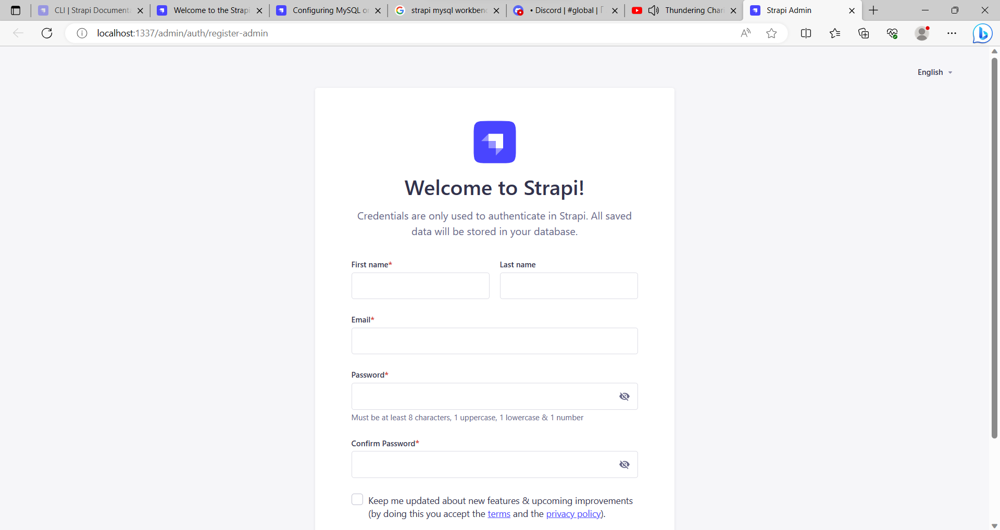 CLI | Strapi Documenta
Welcome to the Strapi
Configuring MySQL o
strapi mysql workbenc
• Discord | #global |
Thundering Chari
Strapi Admin
localhost:1337/admin/auth/register-admin
English
Welcome to Strapi!
Credentials are only used to authenticate in Strapi. All saved
data will be stored in your database.
First name*
Last name
Email*
Password*
Must be at least 8 characters, 1 uppercase, 1 lowercase & 1 number
Confirm Password*
Keep me updated about new features & upcoming improvements
(by doing this you accept the terms and the privacy policy).